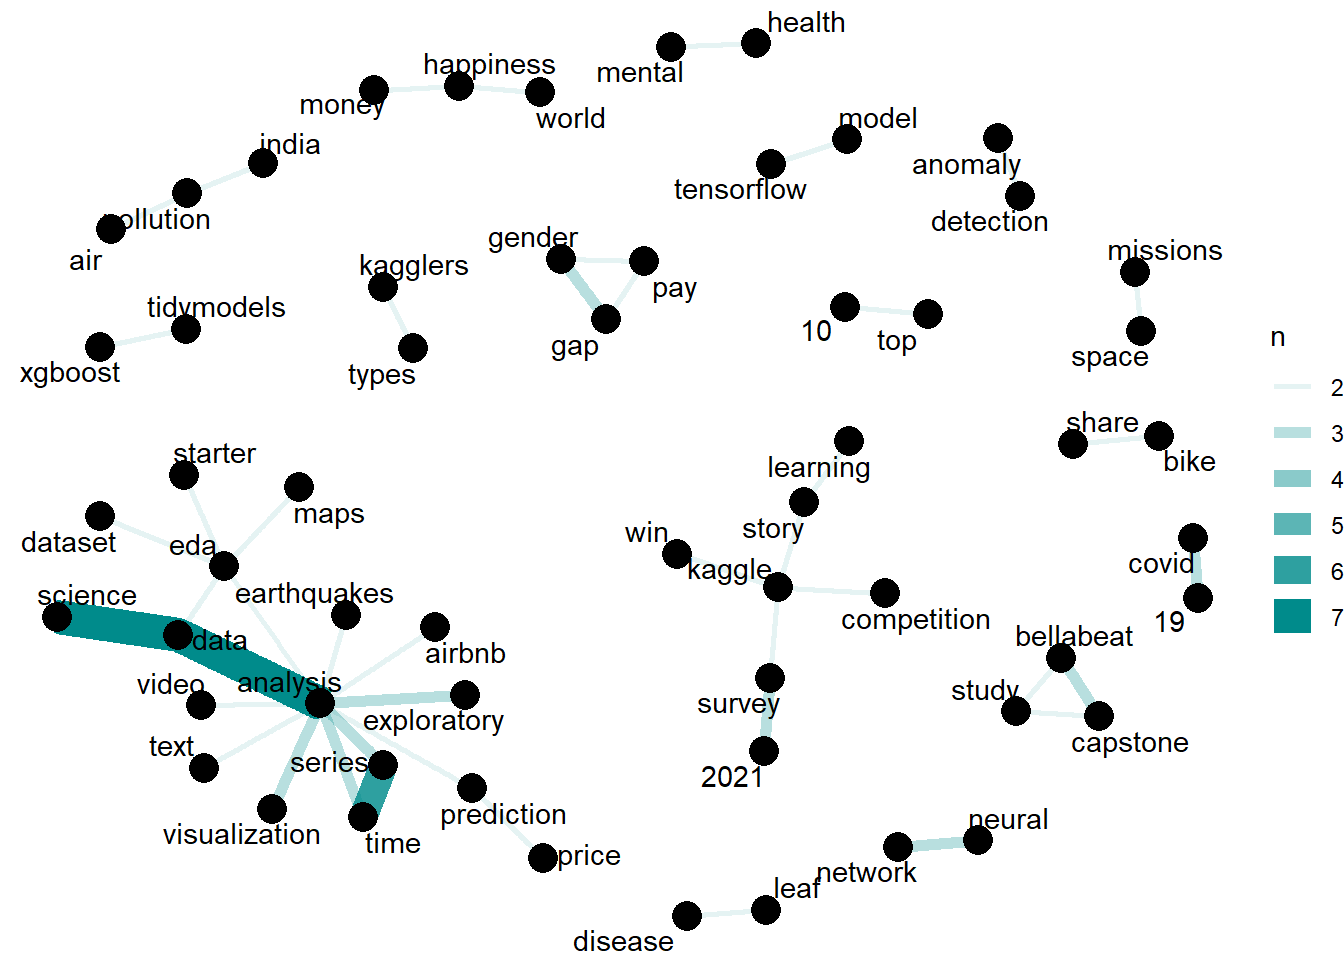 health
happiness
mental
money
world
model
india
anomaly
tensorflow
pollution
detection
gender
missions
air
kagglers
pay
tidymodels
10
top
gap
space
n
xgboost
types
2
share
3
starter
learning
bike
4
maps
story
5
dataset
eda
win
covid
kaggle
6
science
earthquakes
competition
19
7
data
bellabeat
airbnb
video
analysis
study
survey
exploratory
text
capstone
series
2021
prediction
visualization
time
neural
price
network
leaf
disease